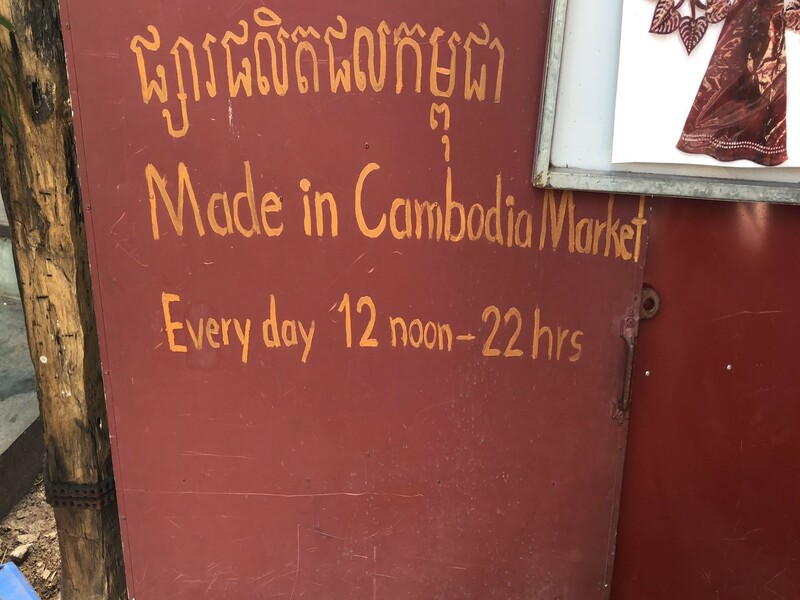 ផ្សារផលិតផលកម្ពុជា
Made in Cambodia Market
Every day 12 noon - 22 hrs